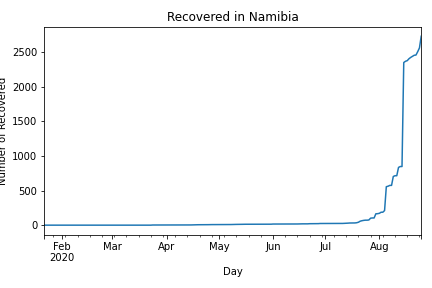 Recovered in Namibia
Number of Recovered
2500
2000
1500
1000
500
0
Feb
2020
Mar
Apr
May
Jun
Jul
Aug
Day